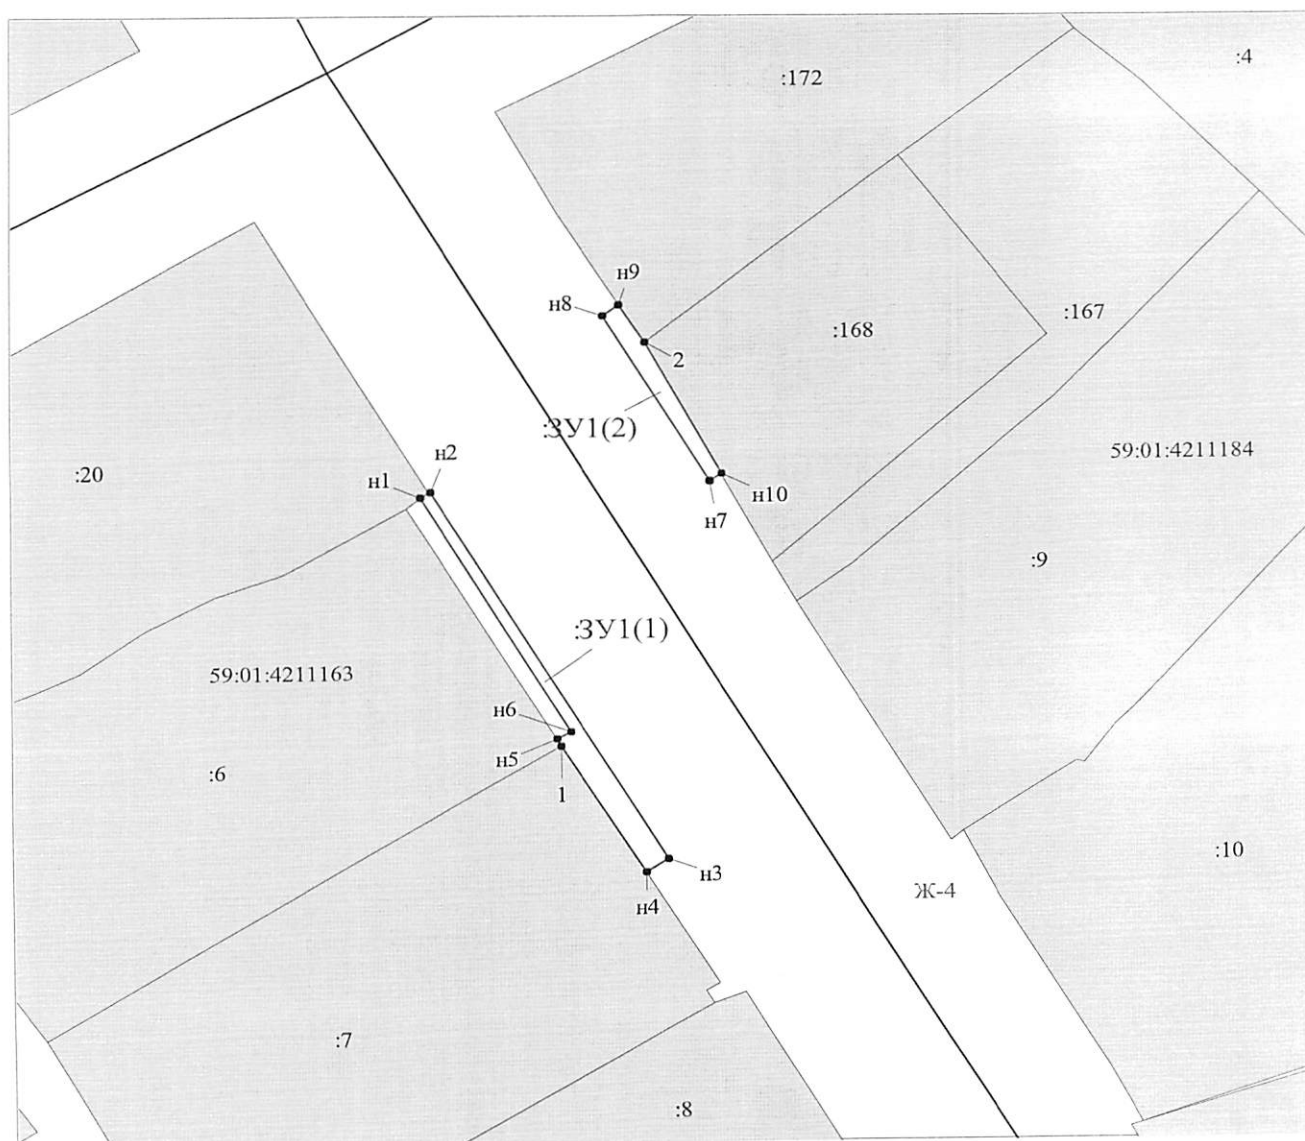 :4
:172
н9
н8
:167
:168
2
:ЗУ1(2)
59:01:4211184
н2
:20
н1
н10
н7
:9
:ЗУ1(1)
59:01:4211163
н6
н5
:6
1
:10
н3
Ж-4
н4
:7
:8